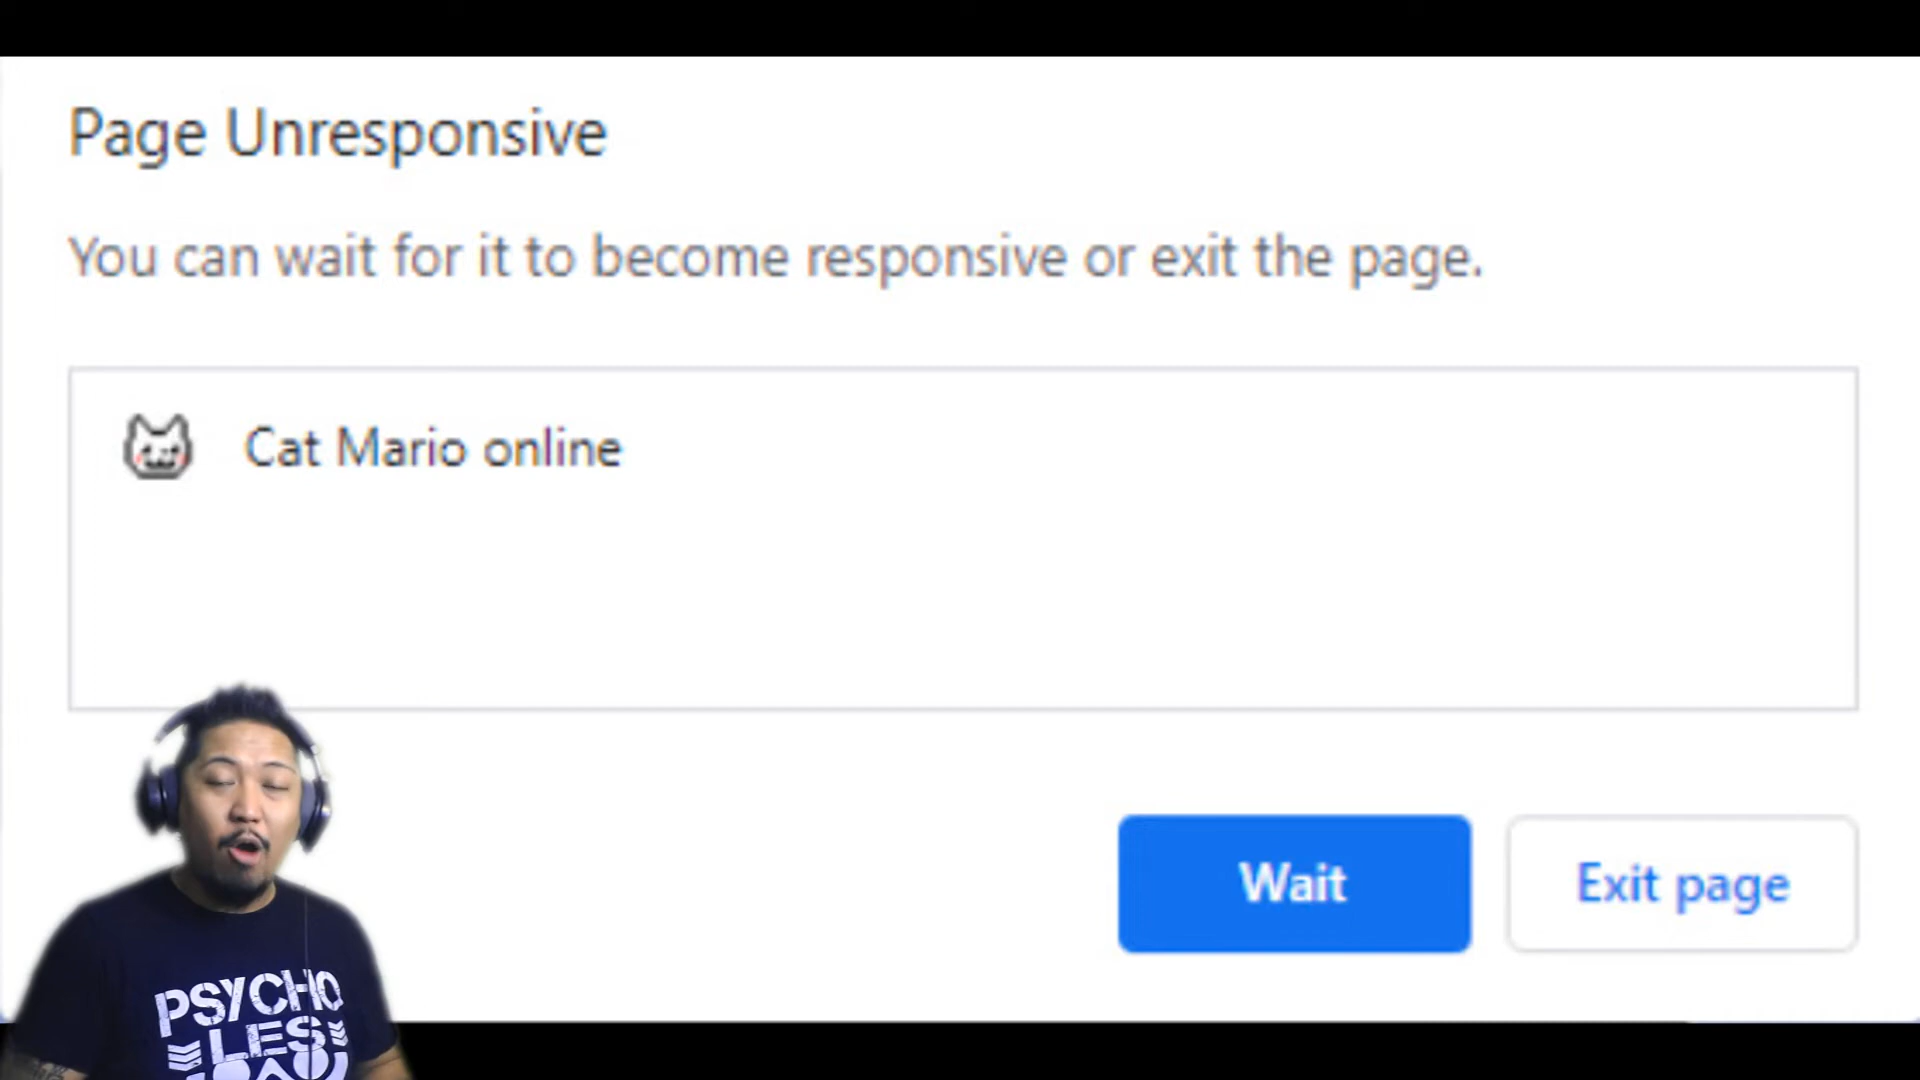 Page Unresponsive
You can wait for it to become responsive or exit the page.
Cat Mario online
Wait
Exit page
PSYCHO
LES